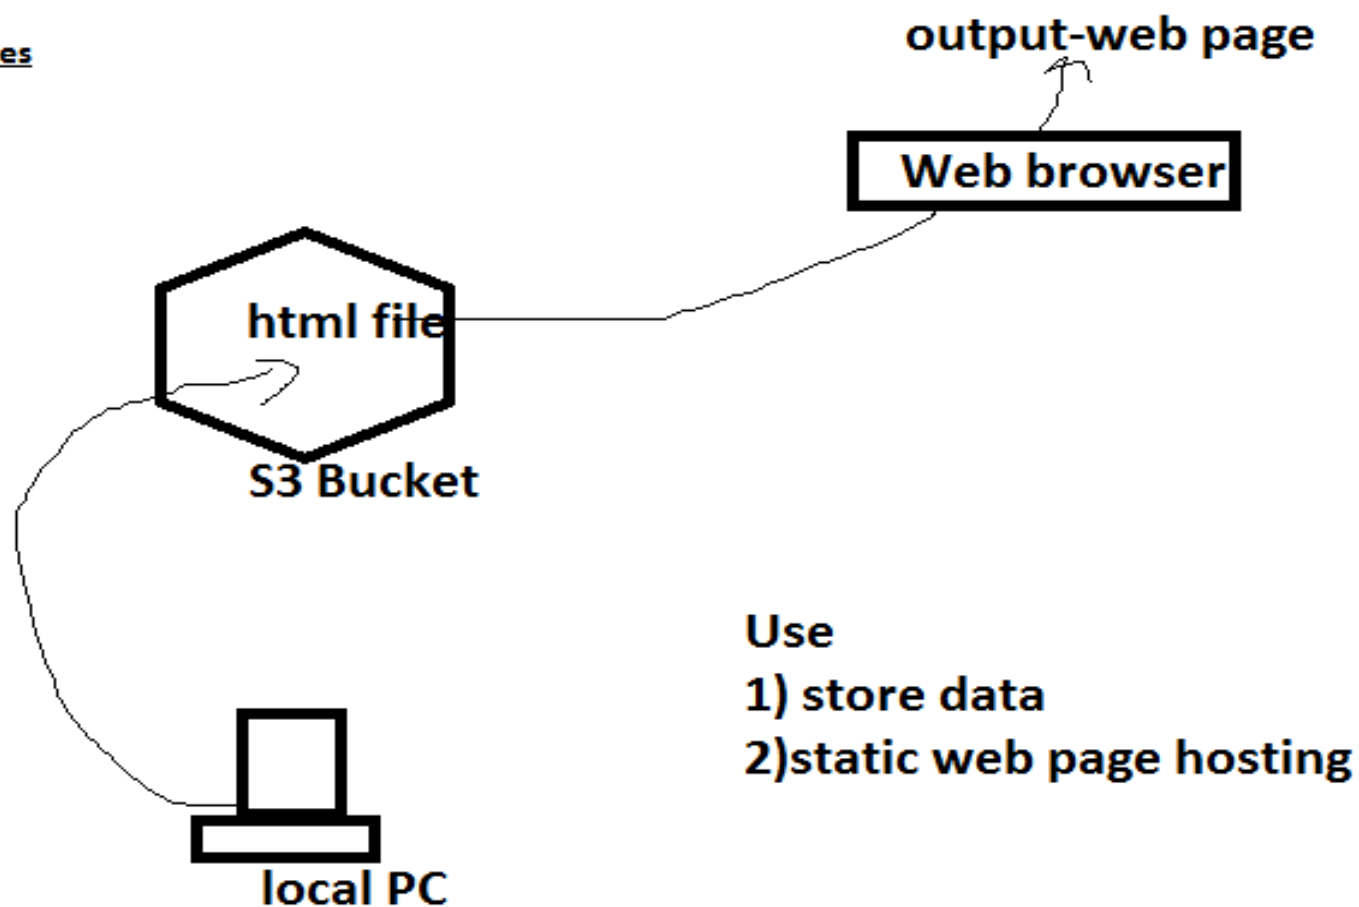 es
output-web page
Web browser
html file
S3 Bucket
Use
1) store data
2)static web page hosting
local PC